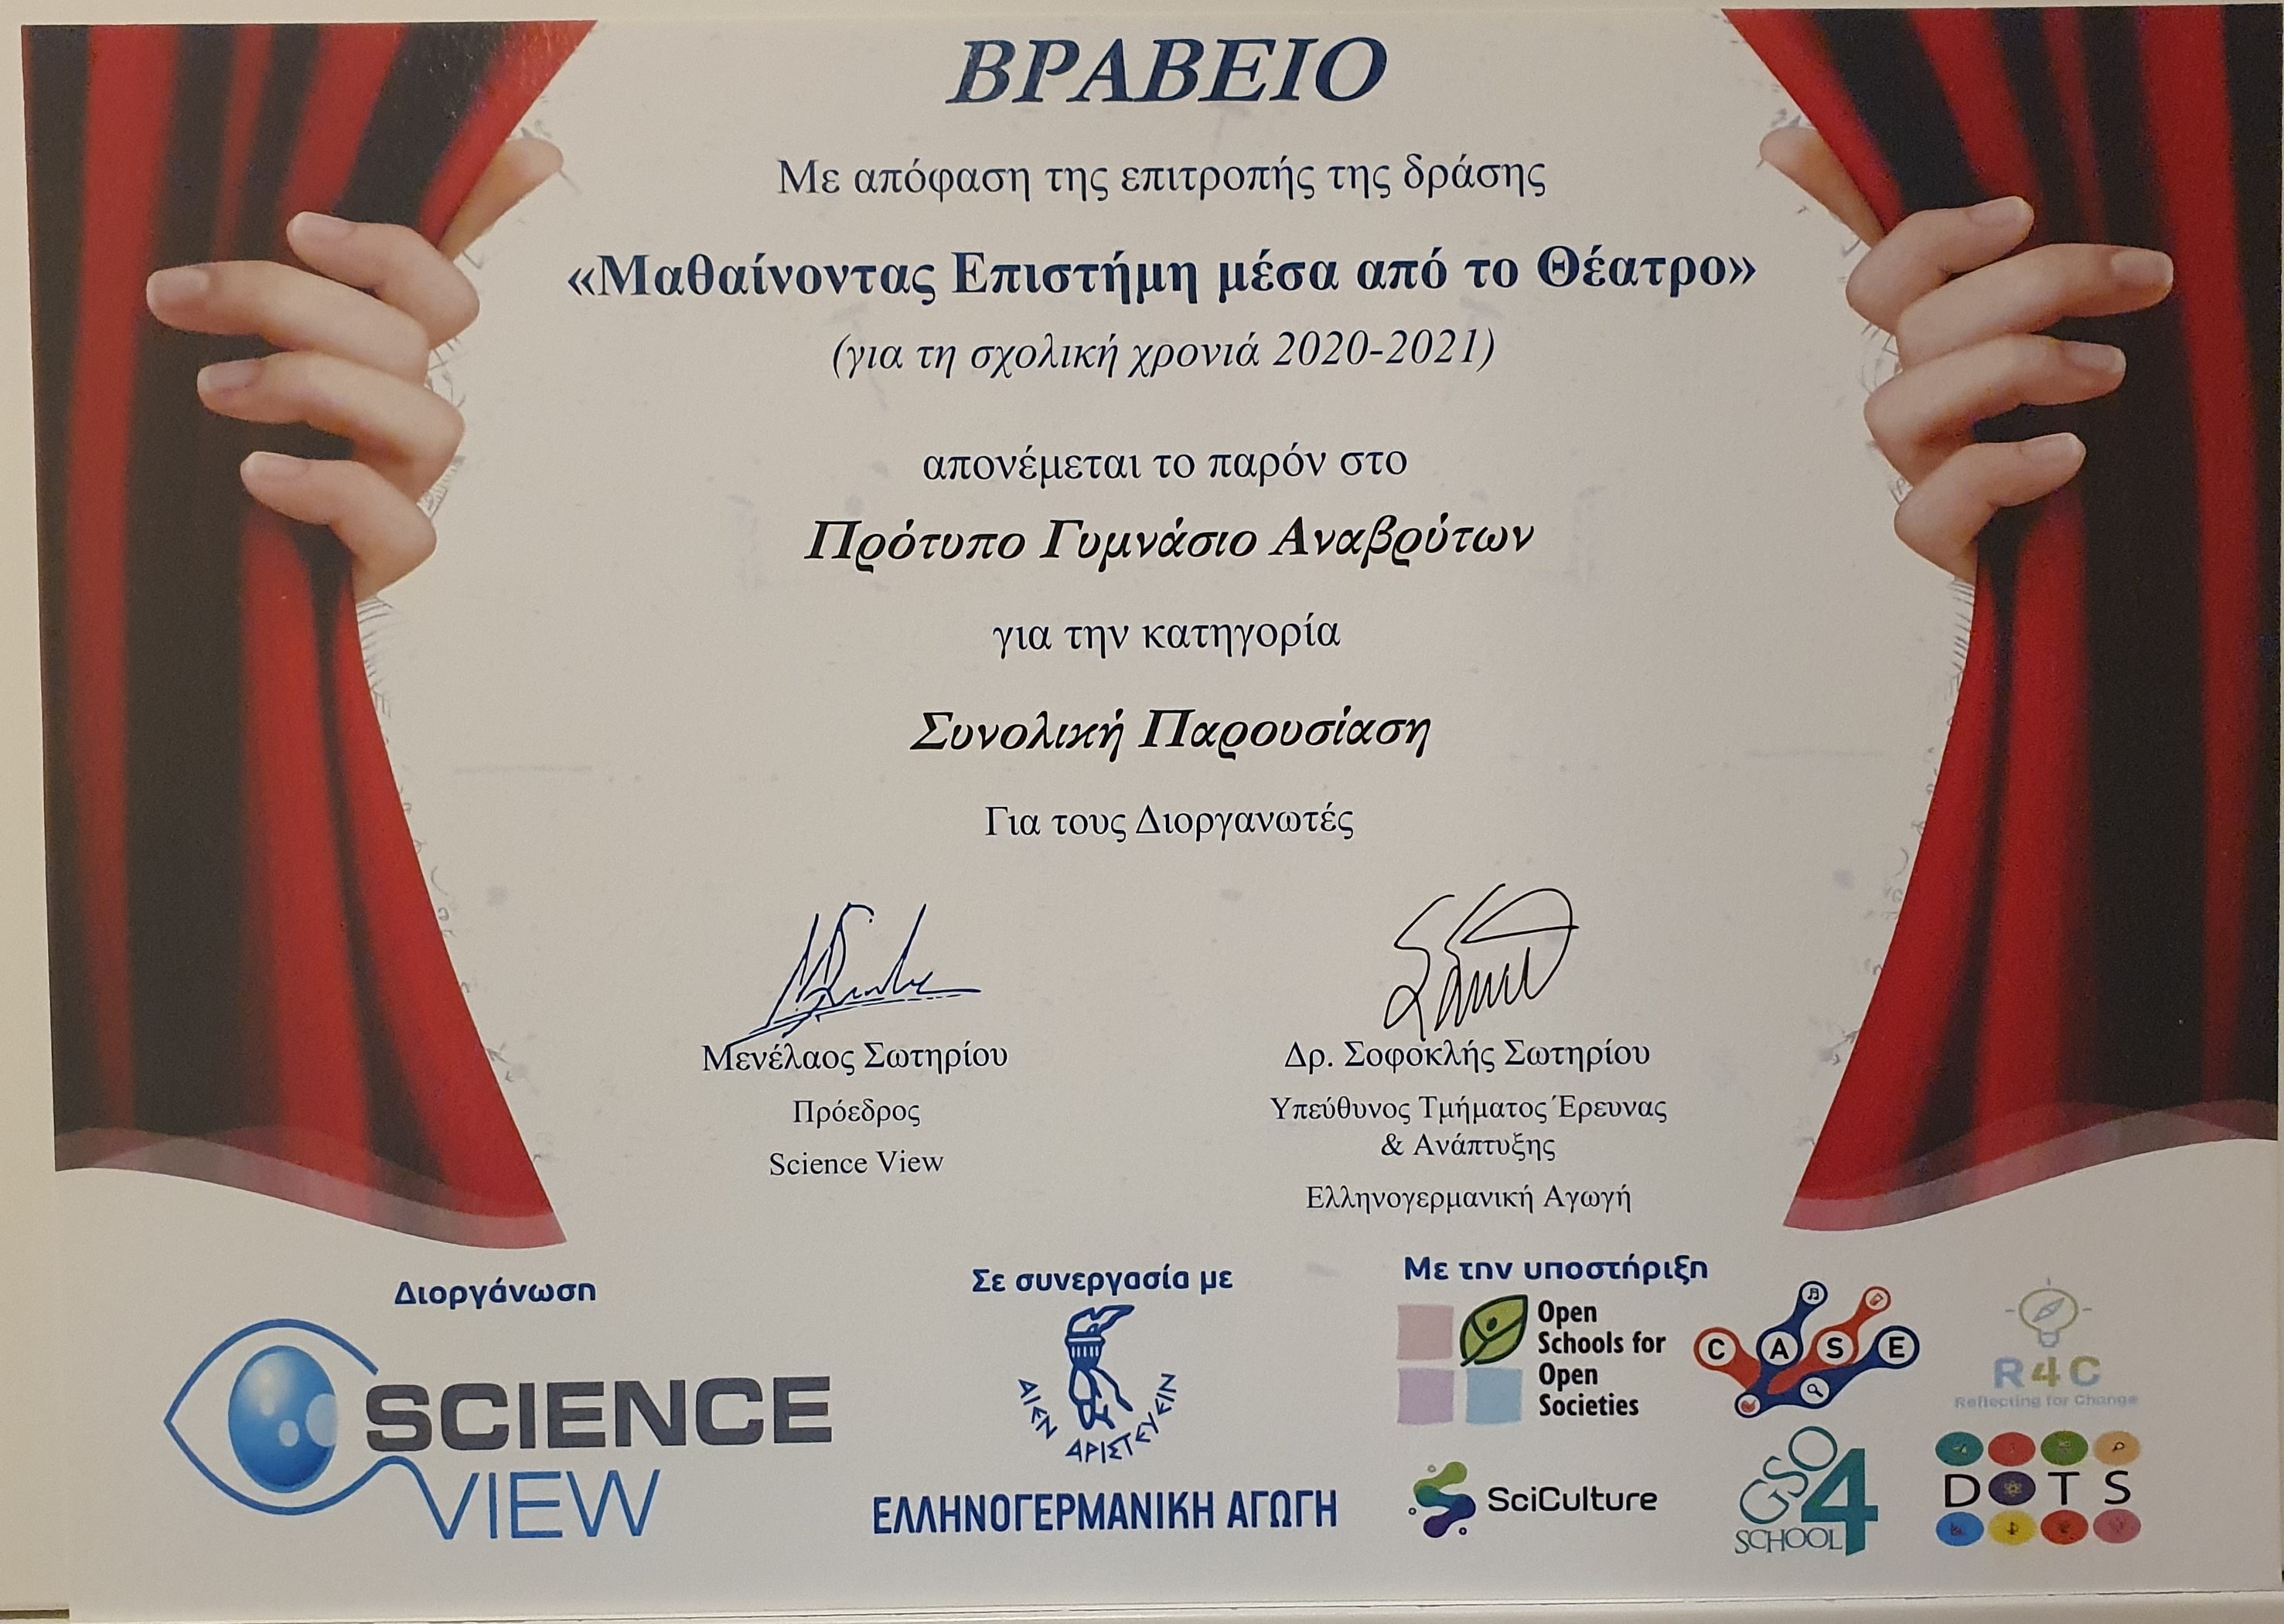 ΒΡΑΒΕΙΟ
Με απόφαση της επιτροπής της δράσης
«Μαθαίνοντας Επιστήμη μέσα από το Θέατρο»
(για τη σχολική χρονιά 2020-2021)
απονέμεται το παρόν στο
Πρότυπο Γυμνάσιο Αναβρύτων
για την κατηγορία
Συνολική Παρουσίαση
Για τους Διοργανωτές
Μενέλαος Σωτηρίου
Πρόεδρος
Science View
Δρ. Σοφοκλής Σωτηρίου
Υπεύθυνος Τμήματος Έρευνας
& Ανάπτυξης
Ελληνογερμανική Αγωγή
Διοργάνωση
SCIENCE
VIEW
Σε συνεργασία με
ΑΙΕΝ ΑΡΙΣΤΕΥΕΙΝ
ΕΛΛΗΝΟΓΕΡΜΑΝΙΚΗ ΑΓΩΓΗ
Με την υποστήριξη
Open
Schools for
Open
Societies
CASE
R4C
Reflecting for Change
SciCulture
GSO
4
SCHOOL
DOTS